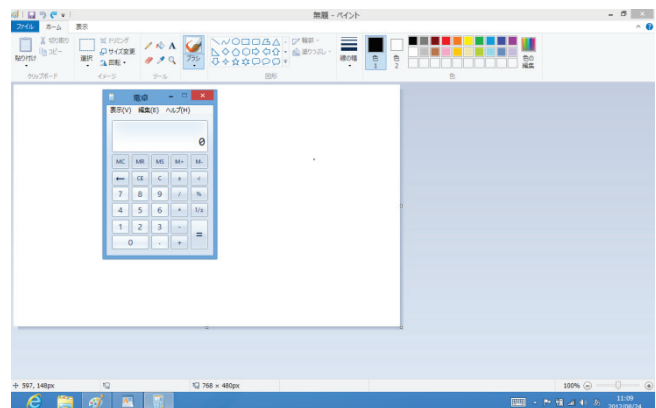 無題 - ペイント
ファイル ホーム 表示
貼り付け
切り取り
コピー
クリップボード
選択
トリミング
サイズ変更
回転
イメージ
A
ツール
ブラシ
輪郭
塗りつぶし
図形
線の幅
色
1
色
2
色の
編集
色
電卓
表示(V) 編集(E) ヘルプ(H)
0
MC MR MS M+ M-
← CE C ±
7 8 9 / %
4 5 6 * 1/x
1 2 3 - =
0 . +
597, 148px
768 × 480px
100%
11:09
2012/08/24